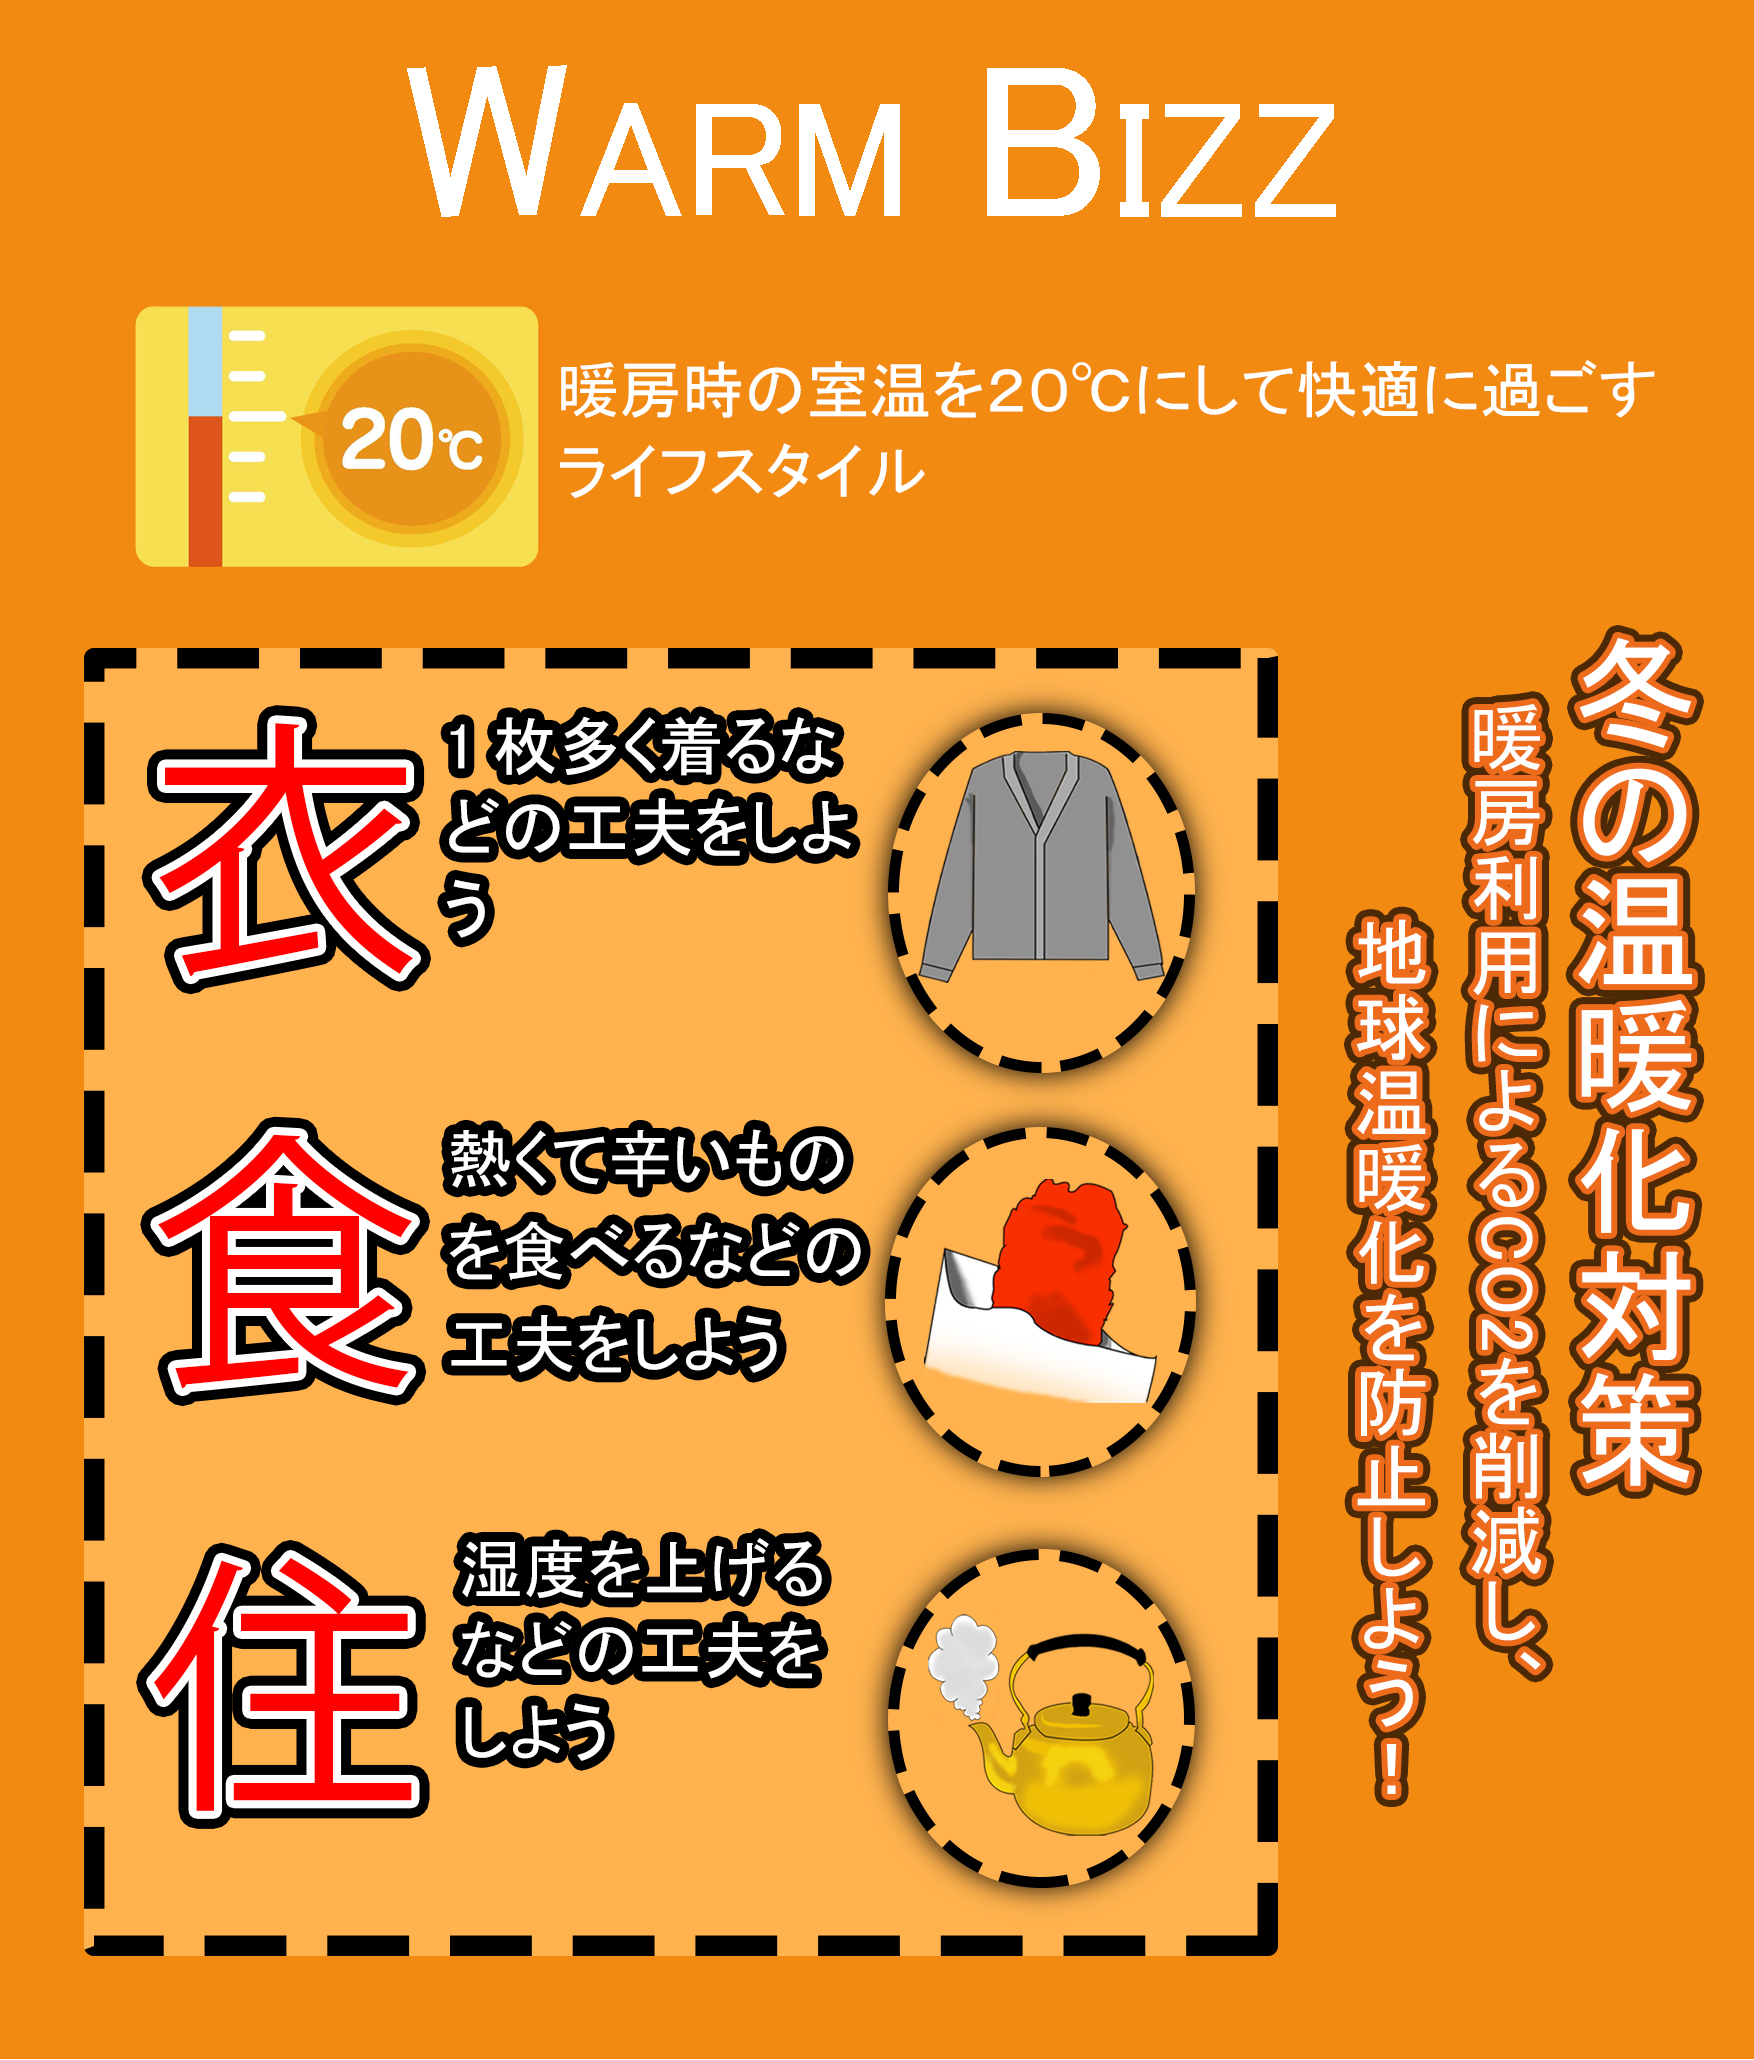 WARM BIZZ
20℃
暖房時の室温を20℃にして快適に過ごす
ライフスタイル
冬の温暖化対策
暖房利用によるCO2を削減し、
地球温暖化を防止しよう！
衣
1枚多く着るな
どの工夫をしよ
う
食
熱くて辛いもの
を食べるなどの
工夫をしよう
住
湿度を上げる
などの工夫を
しよう